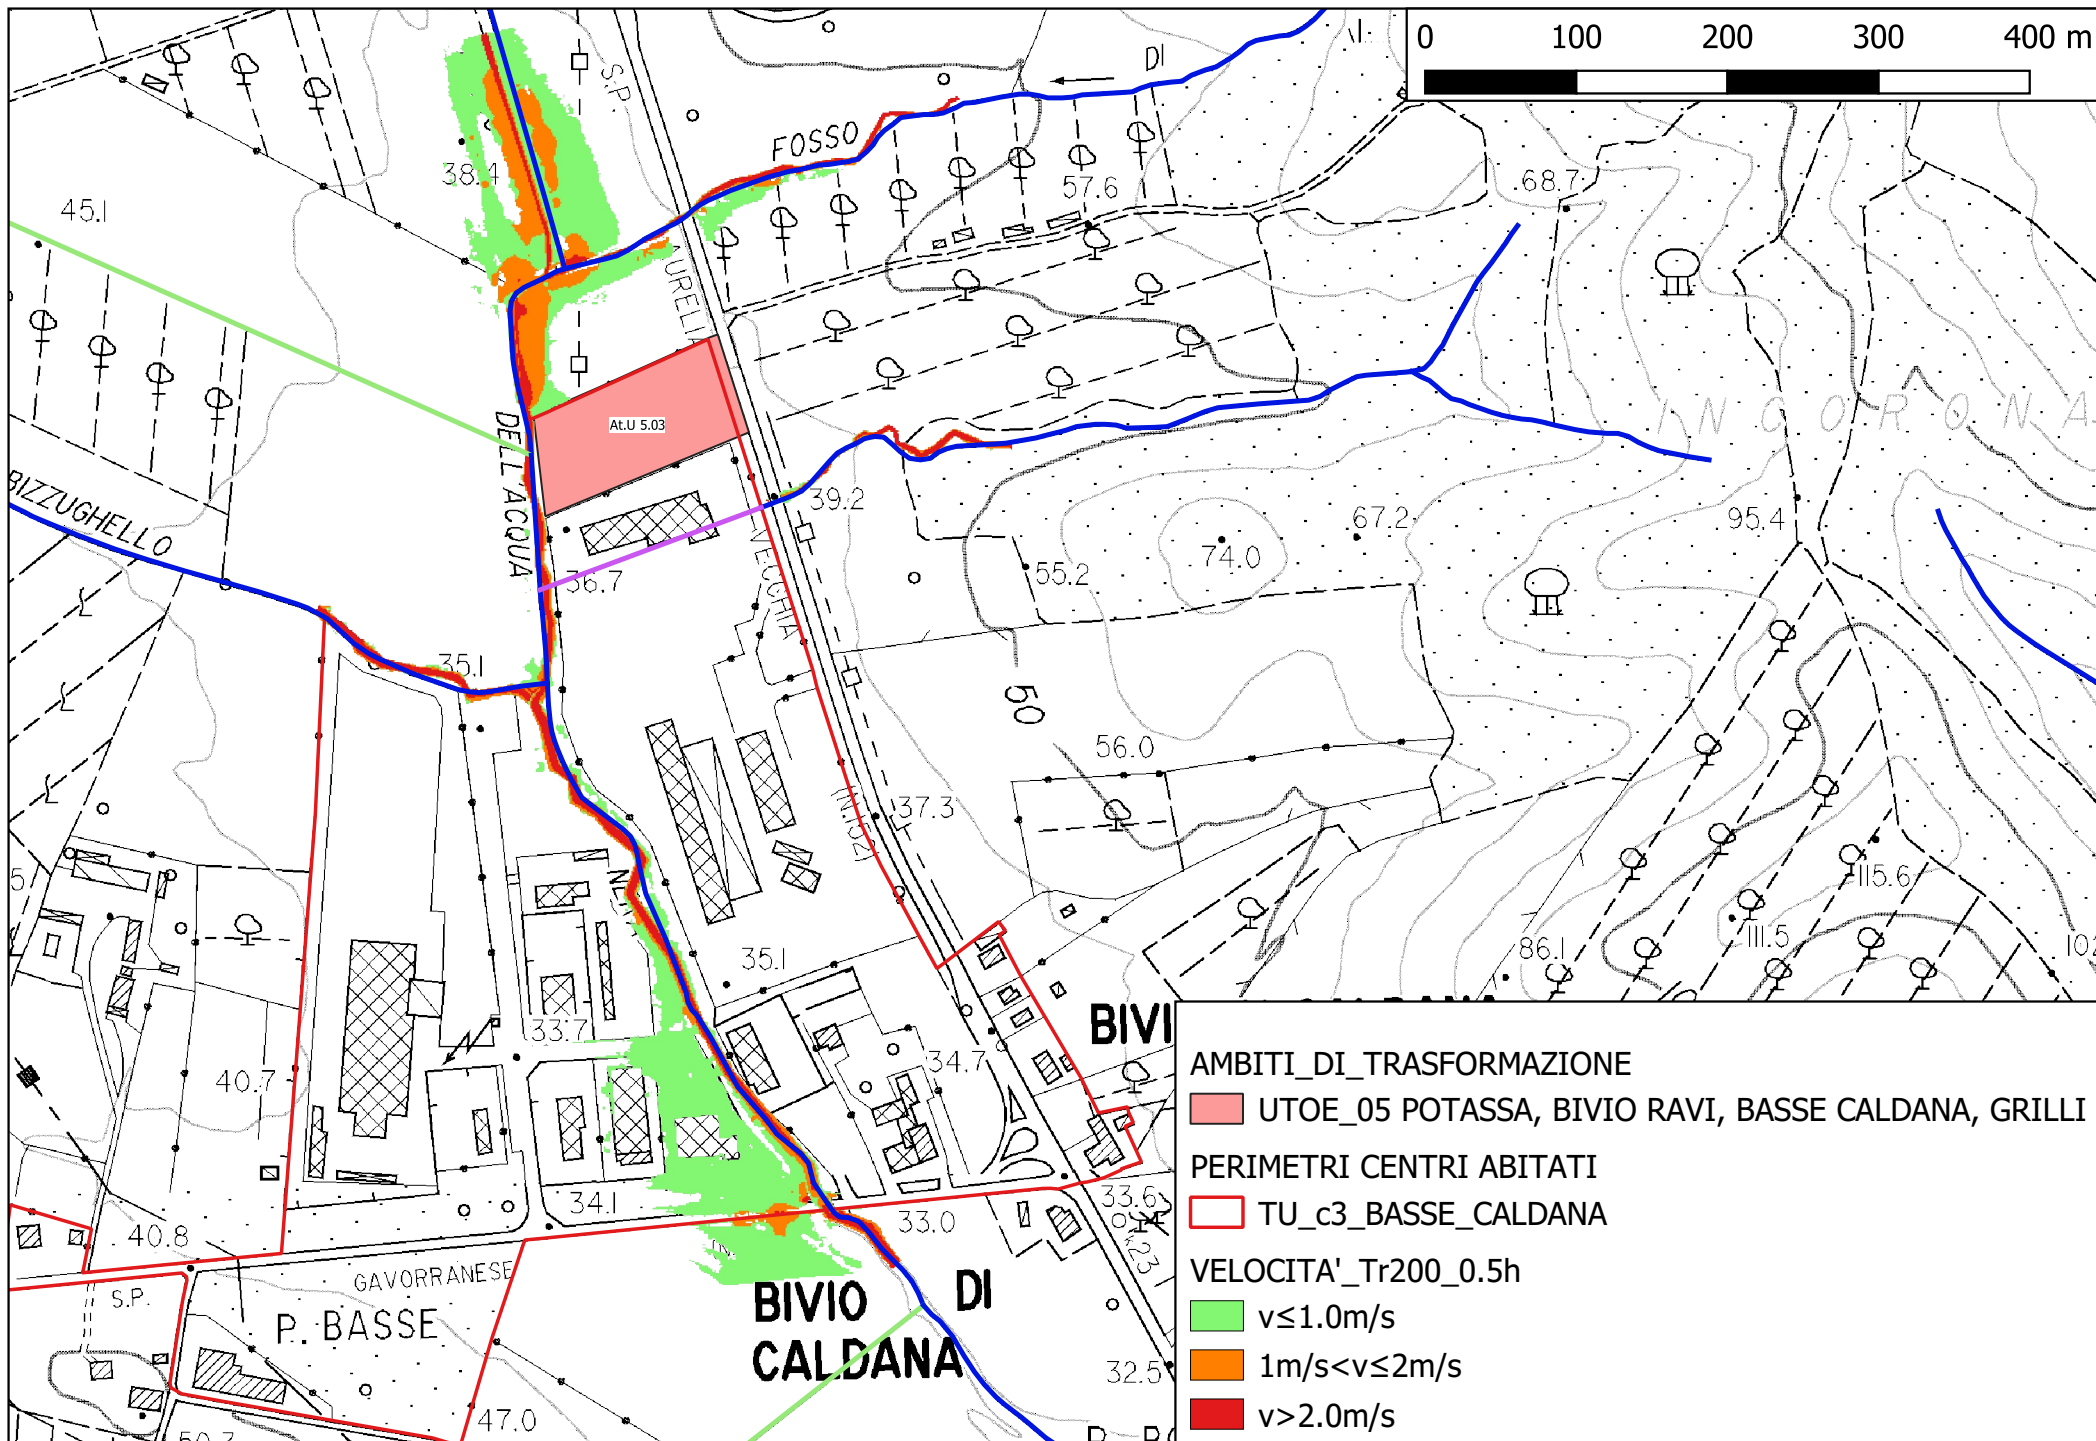 0 100 200 300 400 m
DI
S.P.
FOSSO
38.4
57.6
68.7
45.1
AURELIA
At.U 5.03
INCORONA
DELL'ACQUA
BIZZUGHELLO
39.2
67.2
95.4
74.0
36.7
55.2
VECCHIA
35.1
50
56.0
37.3
115.6
111.5
86.1
35.1
33.7
BIVI
34.7
40.7
34.1
33.0
33.6
40.8
GAVORRANESE
S.P.
P. BASSE
BIVIO
CALDANA
DI
32.5
47.0
AMBITI_DI_TRASFORMAZIONE
UTOE_05 POTASSA, BIVIO RAVI, BASSE CALDANA, GRILLI
PERIMETRI CENTRI ABITATI
TU_c3_BASSE_CALDANA
VELOCITA'_Tr200_0.5h
v≤1.0m/s
1m/s<v≤2m/s
v>2.0m/s